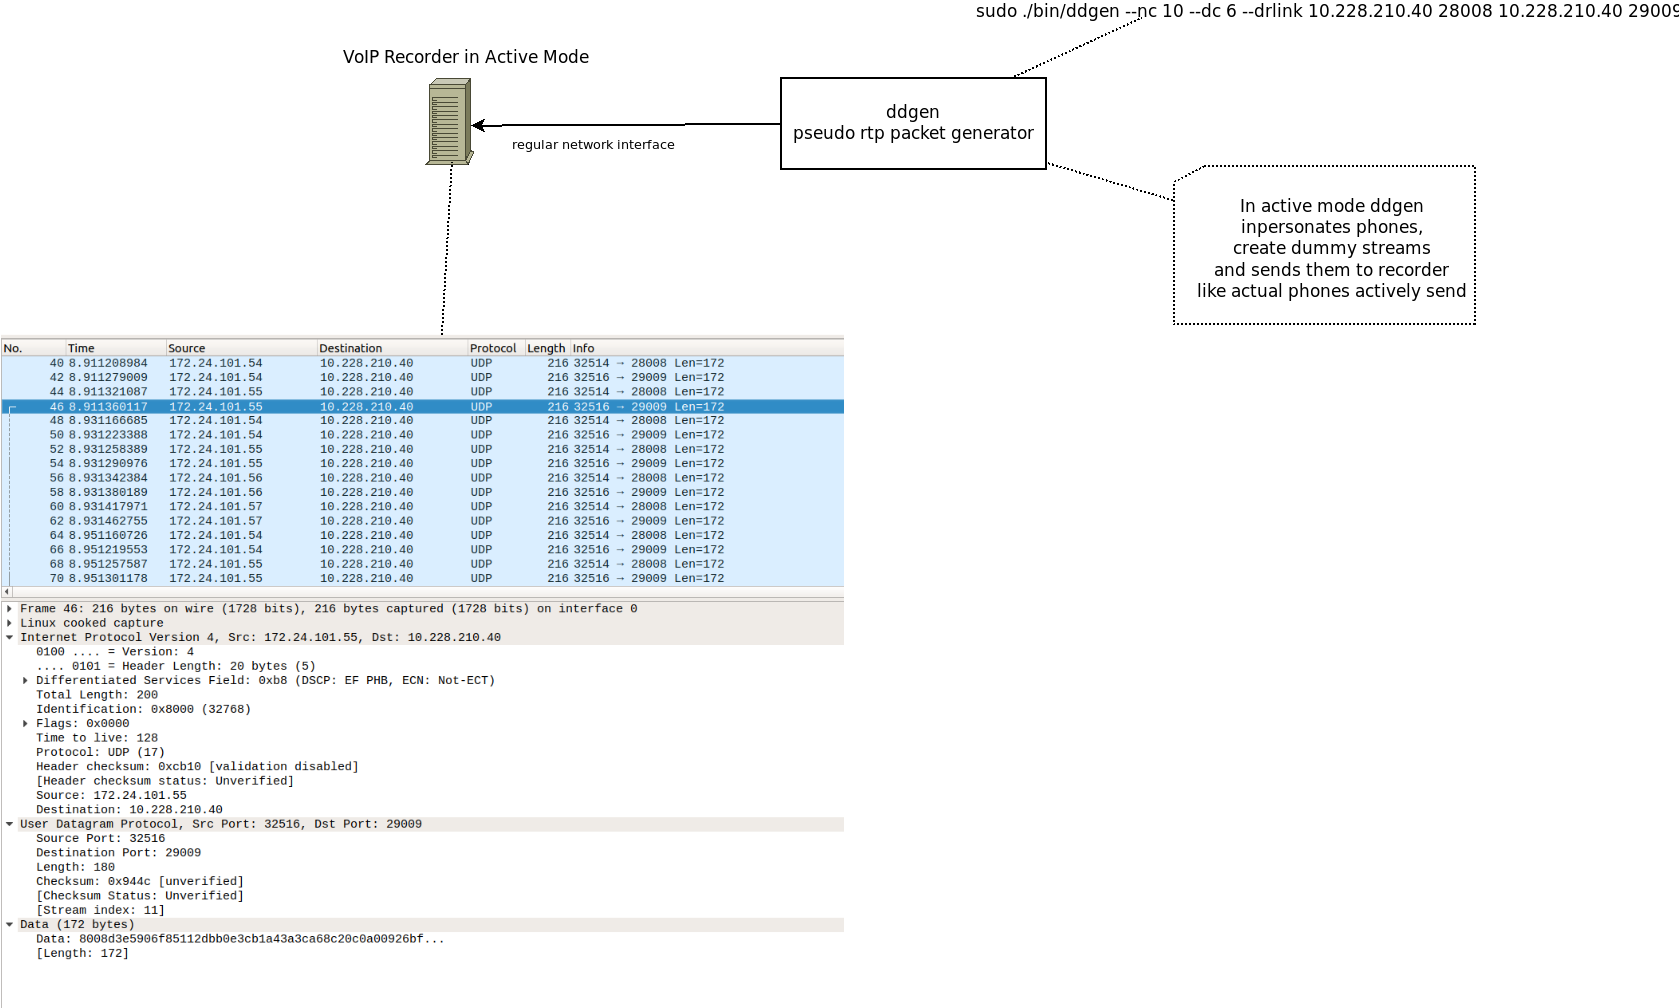 sudo ./bin/ddgen --nc 10 --dc 6 --drlink 10.228.210.40 28008 10.228.210.40 29009
VoIP Recorder in Active Mode
ddgen
pseudo rtp packet generator
regular network interface
In active mode ddgen
inpersonates phones,
create dummy streams
and sends them to recorder
like actual phones actively send
No. Time Source Destination Protocol Length Info
40 8.911208984 172.24.101.54 10.228.210.40 UDP 216 32514 → 28008 Len=172
42 8.911279009 172.24.101.54 10.228.210.40 UDP 216 32516 → 29009 Len=172
44 8.911321087 172.24.101.55 10.228.210.40 UDP 216 32514 → 28008 Len=172
46 8.911360117 172.24.101.55 10.228.210.40 UDP 216 32516 → 29009 Len=172
48 8.931166685 172.24.101.54 10.228.210.40 UDP 216 32514 → 28008 Len=172
50 8.931223388 172.24.101.54 10.228.210.40 UDP 216 32516 → 29009 Len=172
52 8.931258389 172.24.101.55 10.228.210.40 UDP 216 32514 → 28008 Len=172
54 8.931290976 172.24.101.55 10.228.210.40 UDP 216 32516 → 29009 Len=172
56 8.931342384 172.24.101.56 10.228.210.40 UDP 216 32514 → 28008 Len=172
58 8.931380189 172.24.101.56 10.228.210.40 UDP 216 32516 → 29009 Len=172
60 8.931417971 172.24.101.57 10.228.210.40 UDP 216 32514 → 28008 Len=172
62 8.931462755 172.24.101.57 10.228.210.40 UDP 216 32516 → 29009 Len=172
64 8.951160726 172.24.101.54 10.228.210.40 UDP 216 32514 → 28008 Len=172
66 8.951219553 172.24.101.54 10.228.210.40 UDP 216 32516 → 29009 Len=172
68 8.951257587 172.24.101.55 10.228.210.40 UDP 216 32514 → 28008 Len=172
70 8.951301178 172.24.101.55 10.228.210.40 UDP 216 32516 → 29009 Len=172
Frame 46: 216 bytes on wire (1728 bits), 216 bytes captured (1728 bits) on interface 0
Linux cooked capture
Internet Protocol Version 4, Src: 172.24.101.55, Dst: 10.228.210.40
0100 .... = Version: 4
.... 0101 = Header Length: 20 bytes (5)
Differentiated Services Field: 0xb8 (DSCP: EF PHB, ECN: Not-ECT)
Total Length: 200
Identification: 0x8000 (32768)
Flags: 0x0000
Time to live: 128
Protocol: UDP (17)
Header checksum: 0xcb10 [validation disabled]
[Header checksum status: Unverified]
Source: 172.24.101.55
Destination: 10.228.210.40
User Datagram Protocol, Src Port: 32516, Dst Port: 29009
Source Port: 32516
Destination Port: 29009
Length: 180
Checksum: 0x944c [unverified]
[Checksum Status: Unverified]
[Stream index: 11]
Data (172 bytes)
Data: 8008d3e5906f85112dbb0e3cb1a43a3ca68c20c0a00926bf...
[Length: 172]